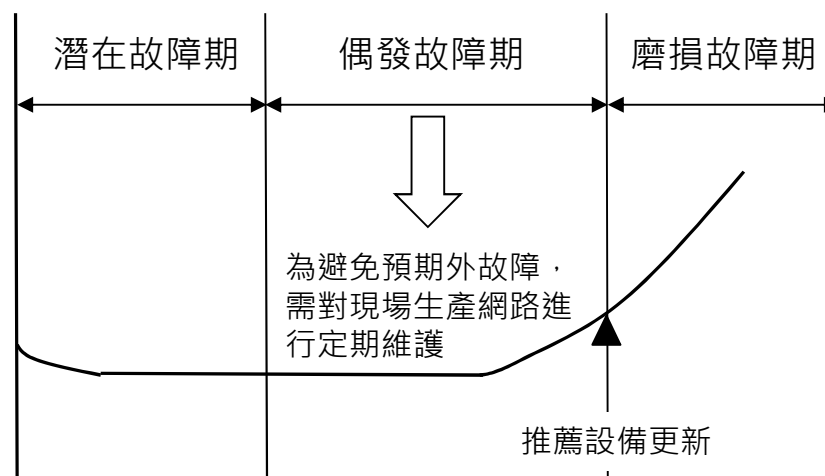 潛在故障期
偶發故障期
磨損故障期
為避免預期外故障，
需對現場生產網路進
行定期維護
推薦設備更新